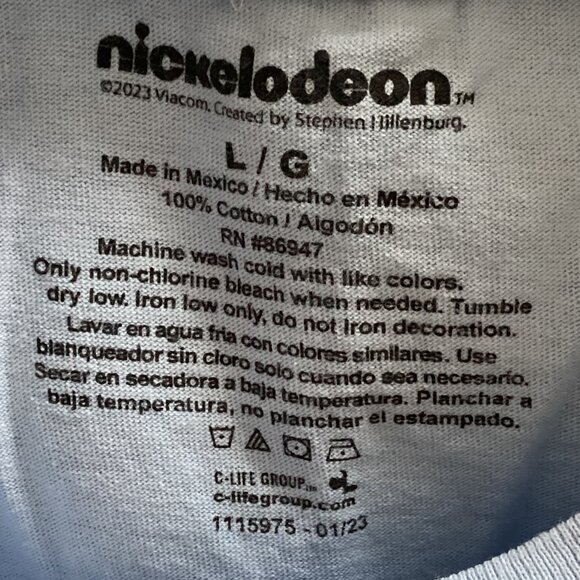 nickelodeon™
©2023 Viacom. Created by Stephen Hillenburg.
L / G
Made in Mexico / Hecho en México
100% Cotton / Algodón
RN #86947
Machine wash cold with like colors.
Only non-chlorine bleach when needed. Tumble
dry low. Iron low only, do not Iron decoration.
Lavar en agua fria con colores similares. Use
blanqueador sin cloro solo cuando sea necesario.
Secar en secadora a baja temperatura. Planchar a
baja temperatura, no planchar el estampado.
C-LIFE GROUP
c-lifegroup.com
1115975 - 01/23